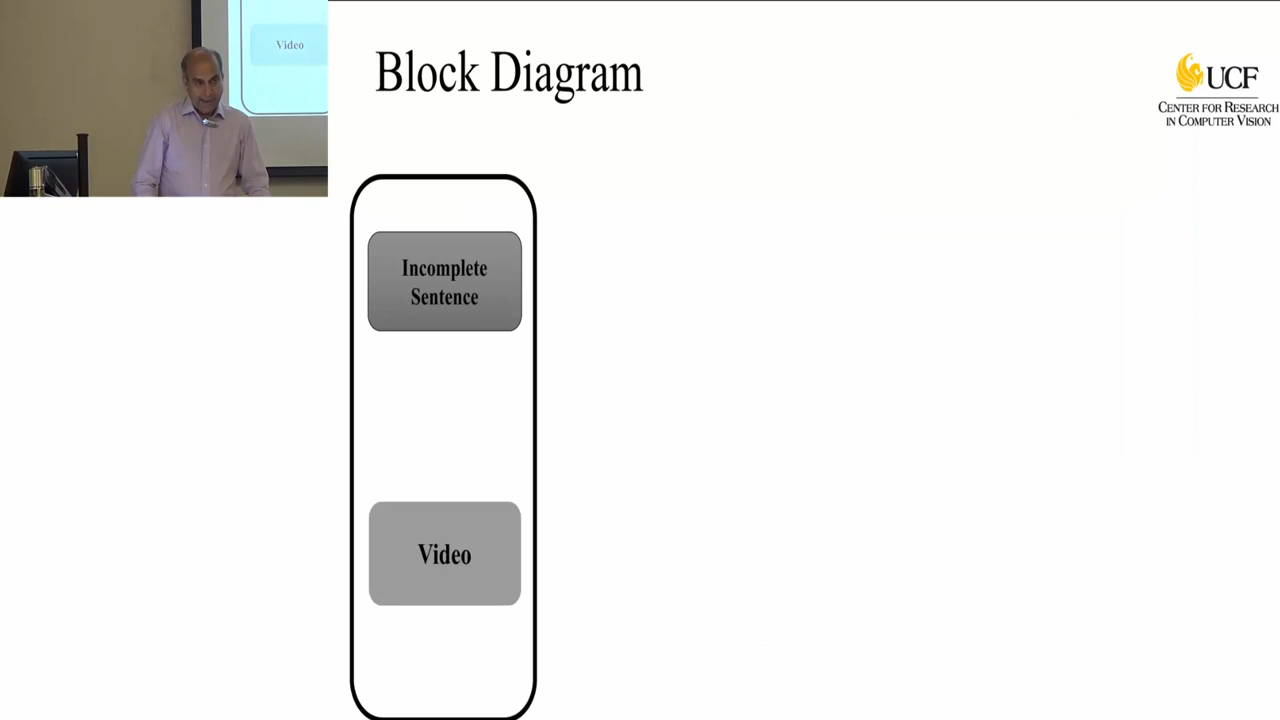 Video
Block Diagram
UCF
CENTER FOR RESEARCH
IN COMPUTER VISION
Incomplete
Sentence
Video